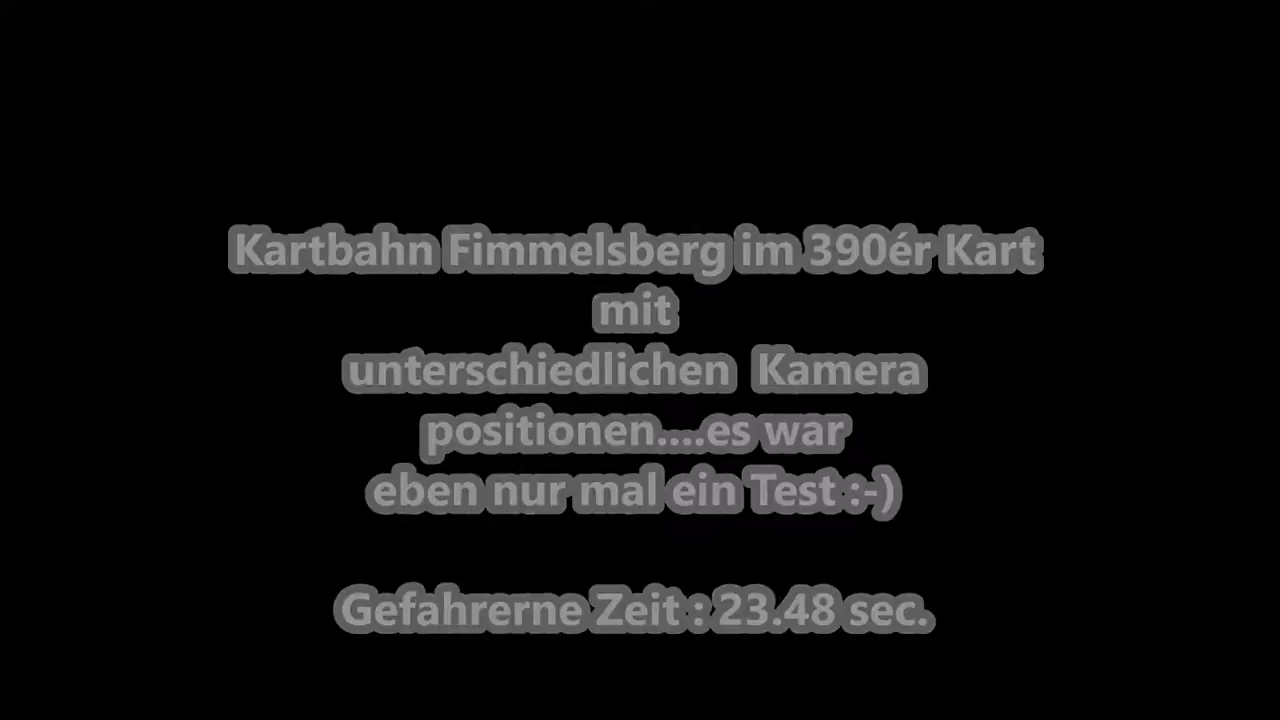 Kartbahn Fimmelsberg im 390ér Kart
mit
unterschiedlichen  Kamera
positionen....es war
eben nur mal ein Test :-)
Gefahrerne Zeit : 23.48 sec.